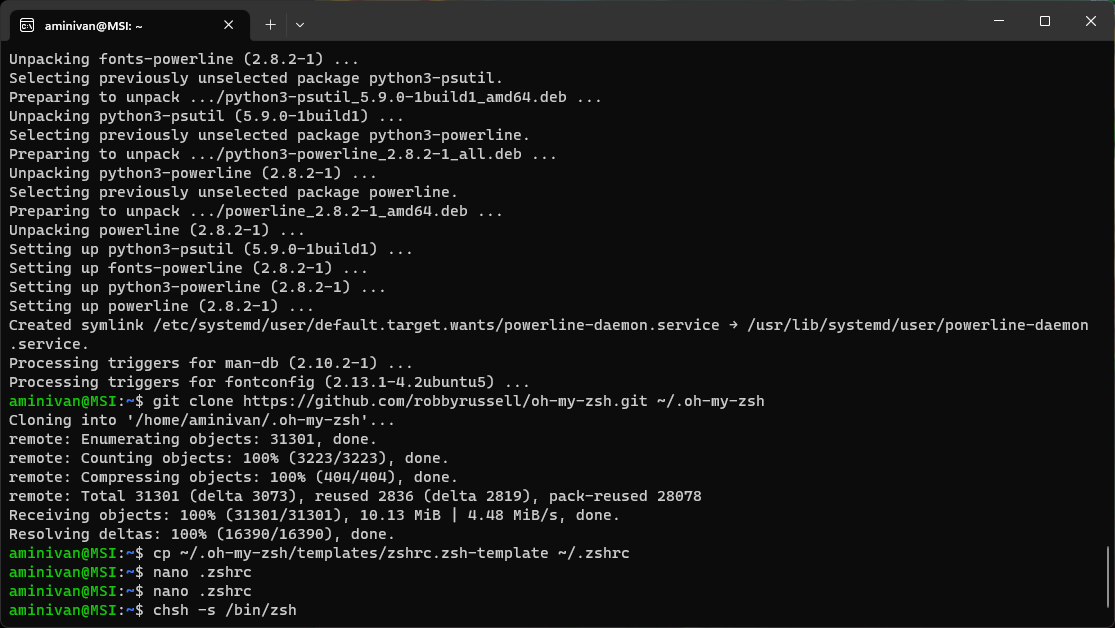 aminivan@MSI: ~
Unpacking fonts-powerline (2.8.2-1) ...
Selecting previously unselected package python3-psutil.
Preparing to unpack .../python3-psutil_5.9.0-1build1_amd64.deb ...
Unpacking python3-psutil (5.9.0-1build1) ...
Selecting previously unselected package python3-powerline.
Preparing to unpack .../python3-powerline_2.8.2-1_all.deb ...
Unpacking python3-powerline (2.8.2-1) ...
Selecting previously unselected package powerline.
Preparing to unpack .../powerline_2.8.2-1_amd64.deb ...
Unpacking powerline (2.8.2-1) ...
Setting up python3-psutil (5.9.0-1build1) ...
Setting up fonts-powerline (2.8.2-1) ...
Setting up python3-powerline (2.8.2-1) ...
Setting up powerline (2.8.2-1) ...
Created symlink /etc/systemd/user/default.target.wants/powerline-daemon.service → /usr/lib/systemd/user/powerline-daemon
.service.
Processing triggers for man-db (2.10.2-1) ...
Processing triggers for fontconfig (2.13.1-4.2ubuntu5) ...
aminivan@MSI:~$ git clone https://github.com/robbyrussell/oh-my-zsh.git ~/.oh-my-zsh
Cloning into '/home/aminivan/.oh-my-zsh'...
remote: Enumerating objects: 31301, done.
remote: Counting objects: 100% (3223/3223), done.
remote: Compressing objects: 100% (404/404), done.
remote: Total 31301 (delta 3073), reused 2836 (delta 2819), pack-reused 28078
Receiving objects: 100% (31301/31301), 10.13 MiB | 4.48 MiB/s, done.
Resolving deltas: 100% (16390/16390), done.
aminivan@MSI:~$ cp ~/.oh-my-zsh/templates/zshrc.zsh-template ~/.zshrc
aminivan@MSI:~$ nano .zshrc
aminivan@MSI:~$ nano .zshrc
aminivan@MSI:~$ chsh -s /bin/zsh